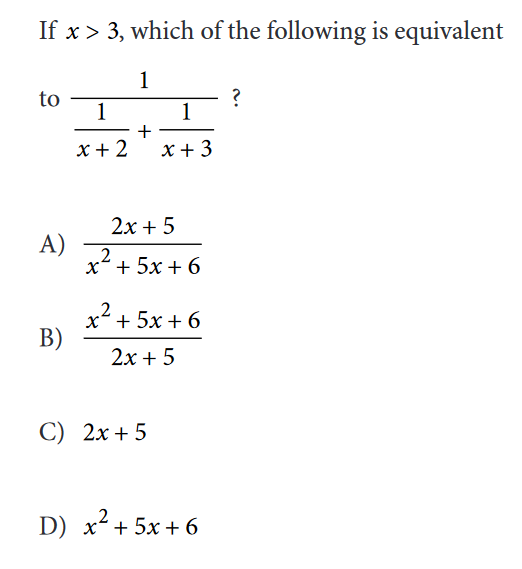 If x > 3, which of the following is equivalent
to \frac{1}{\frac{1}{x + 2} + \frac{1}{x + 3}} ?
A) \frac{2x + 5}{x^2 + 5x + 6}
B) \frac{x^2 + 5x + 6}{2x + 5}
C) 2x + 5
D) x^2 + 5x + 6